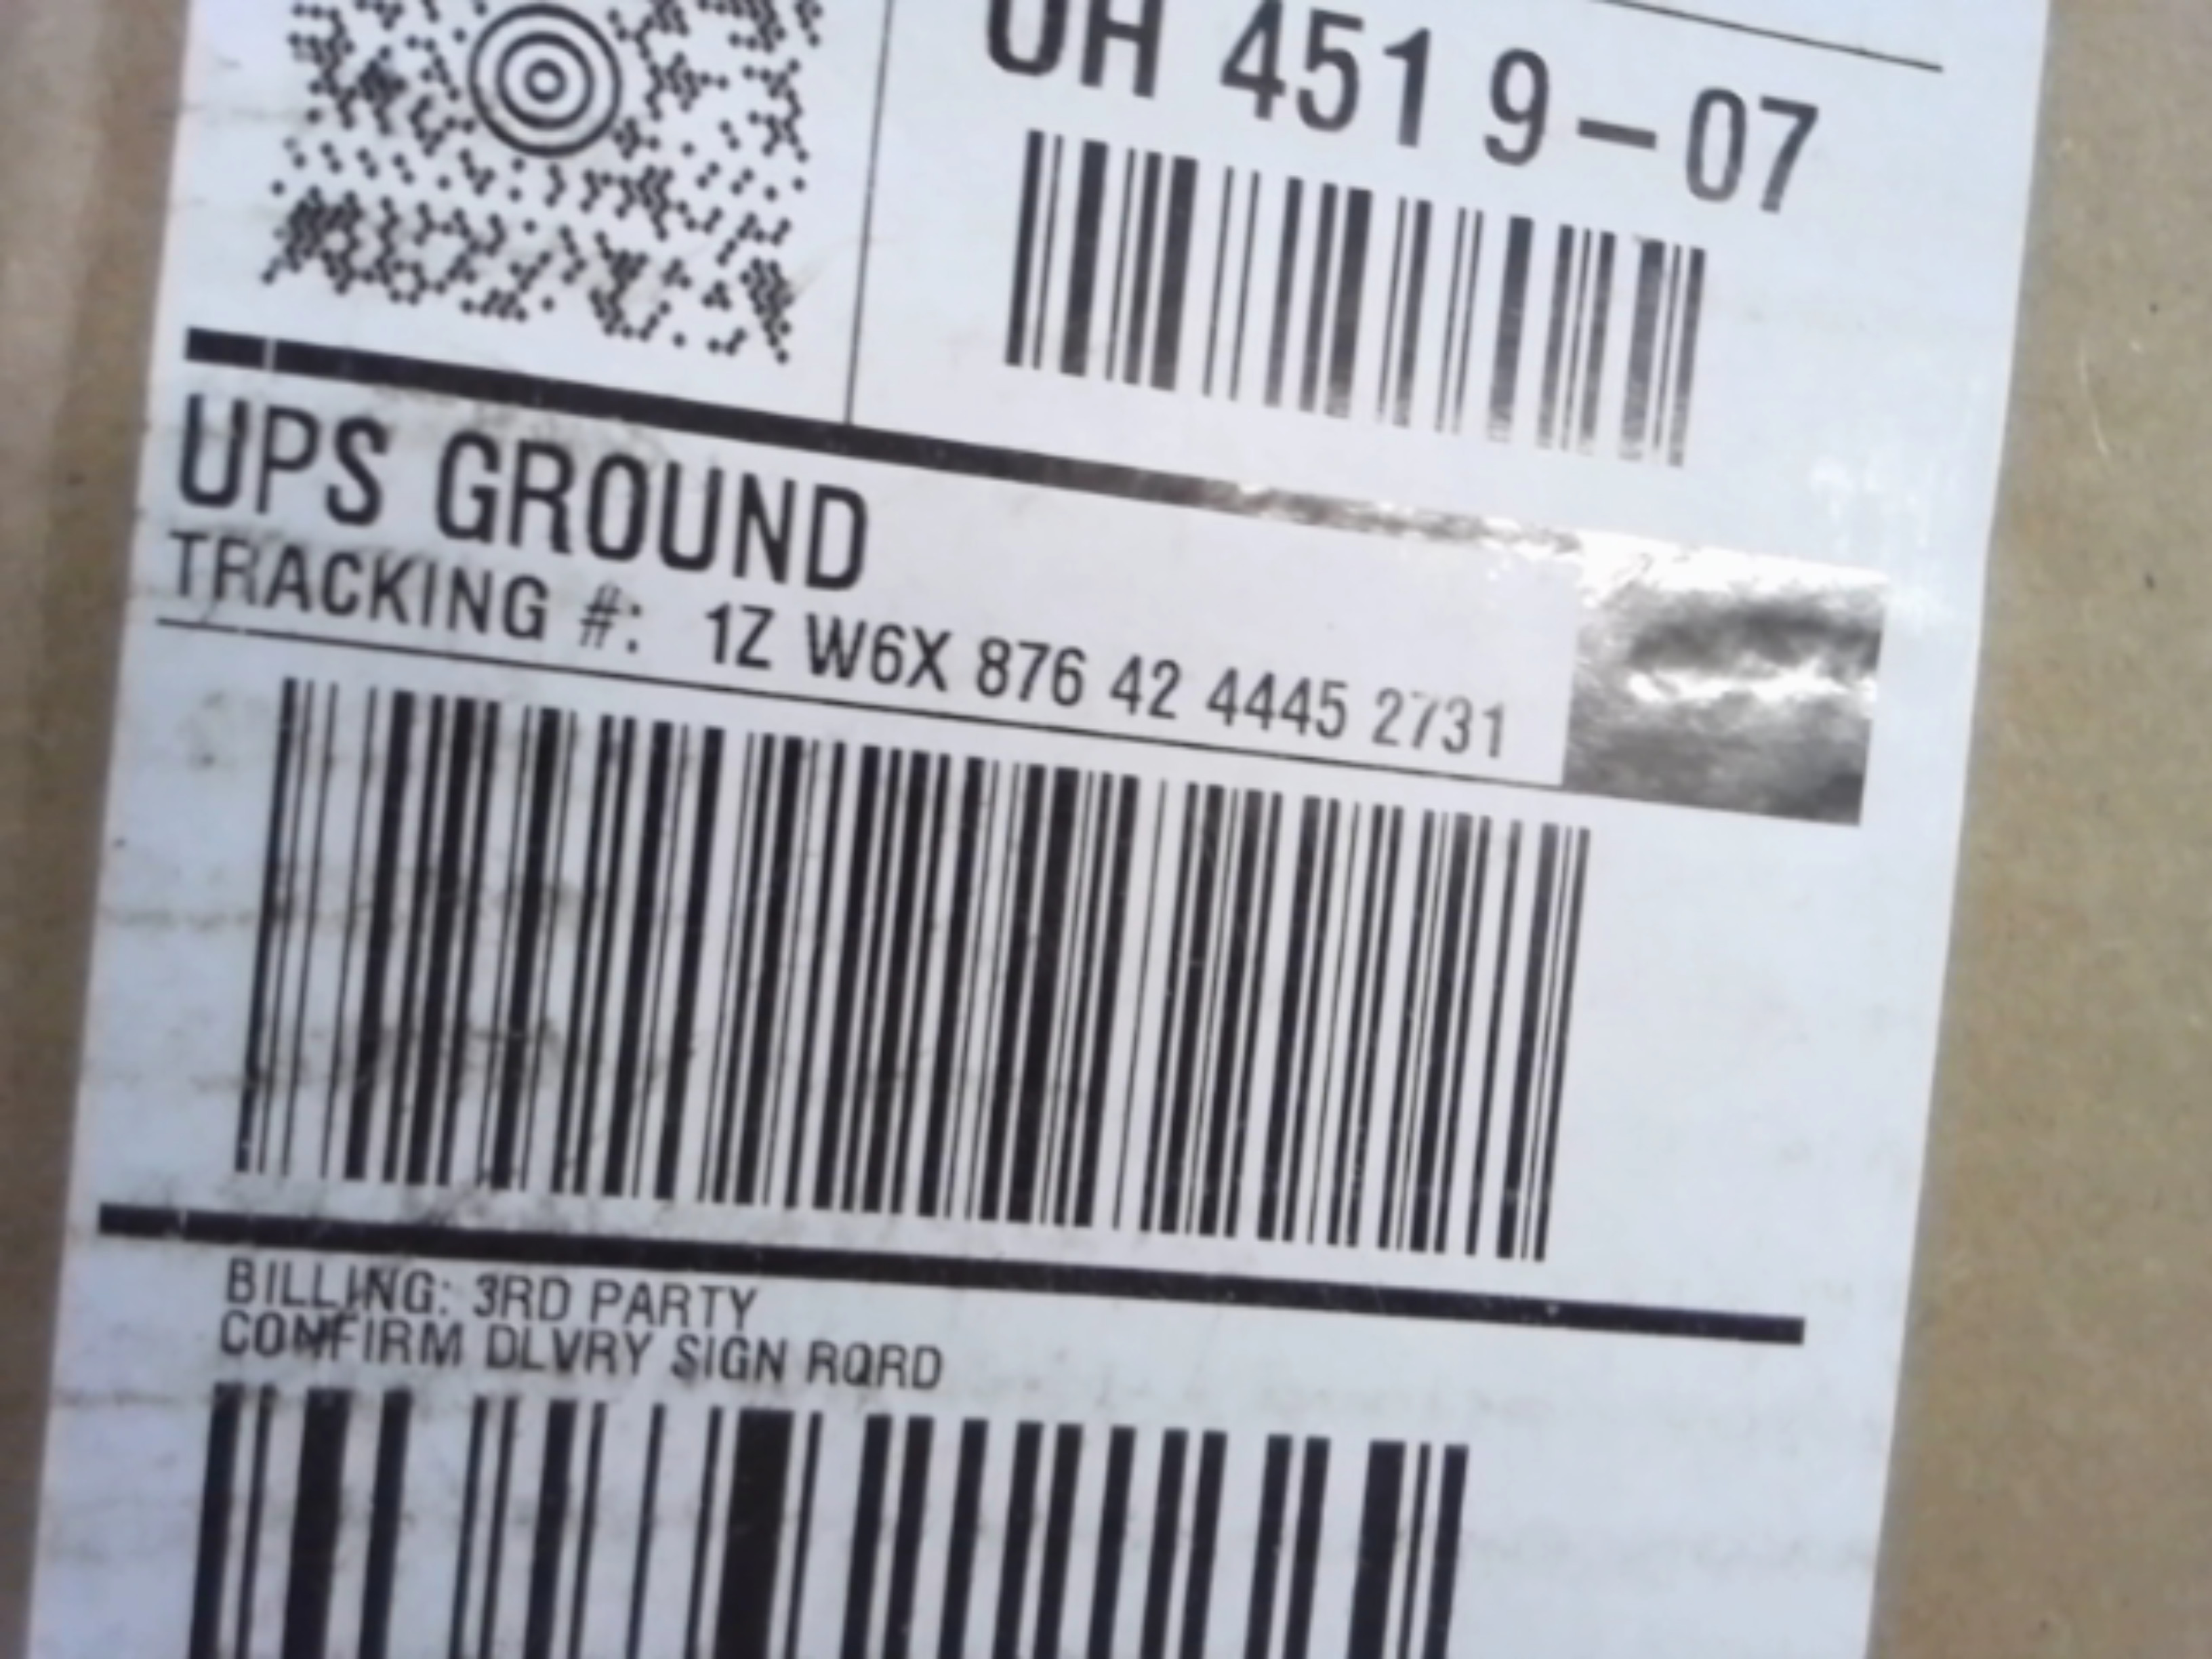 OH 451 9-07
UPS GROUND
TRACKING #: 1Z W6X 876 42 4445 2731
BILLING: 3RD PARTY
CONFIRM DLVRY SIGN RQRD